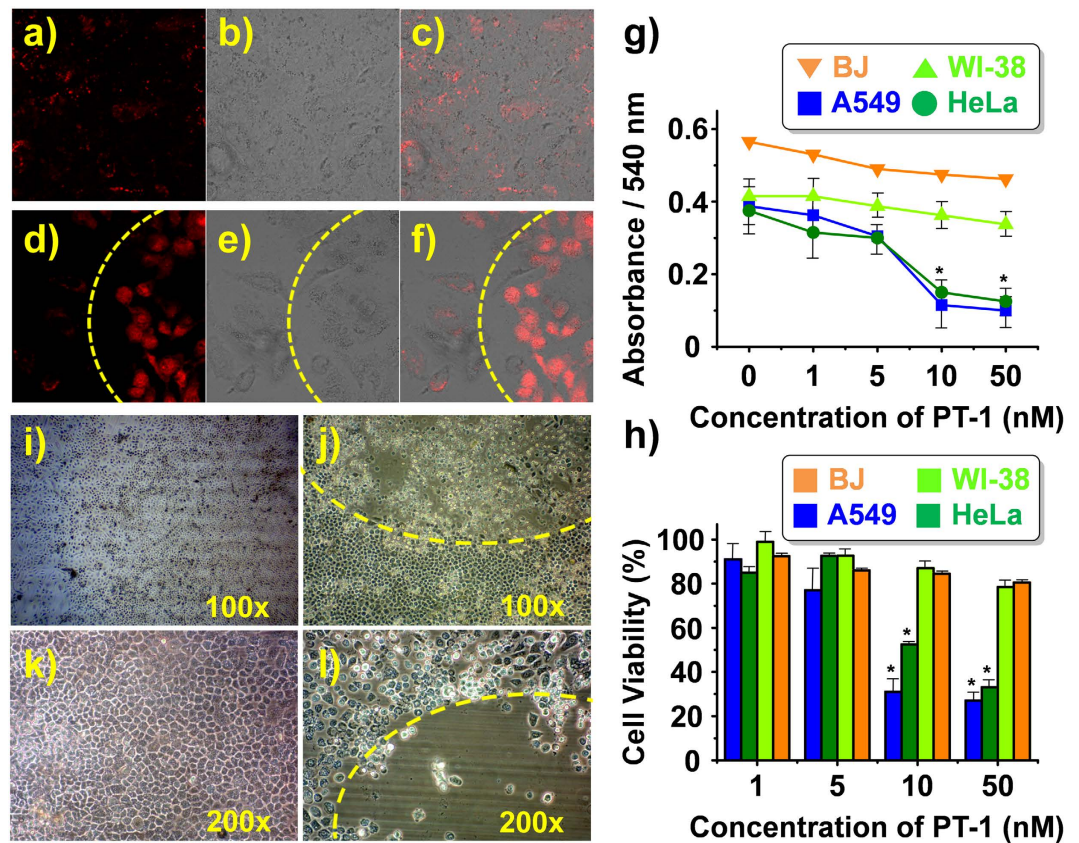 a)
b)
c)
d)
e)
f)
i)
100x
j)
100x
k)
200x
l)
200x
g)
BJ
WI-38
A549
HeLa
Absorbance / 540 nm
0.6
0.4
0.2
0
*
*
0 1 5 10 50
Concentration of PT-1 (nM)
h)
BJ
WI-38
A549
HeLa
Cell Viability (%)
100
80
60
40
20
0
*
*
*
*
1 5 10 50
Concentration of PT-1 (nM)